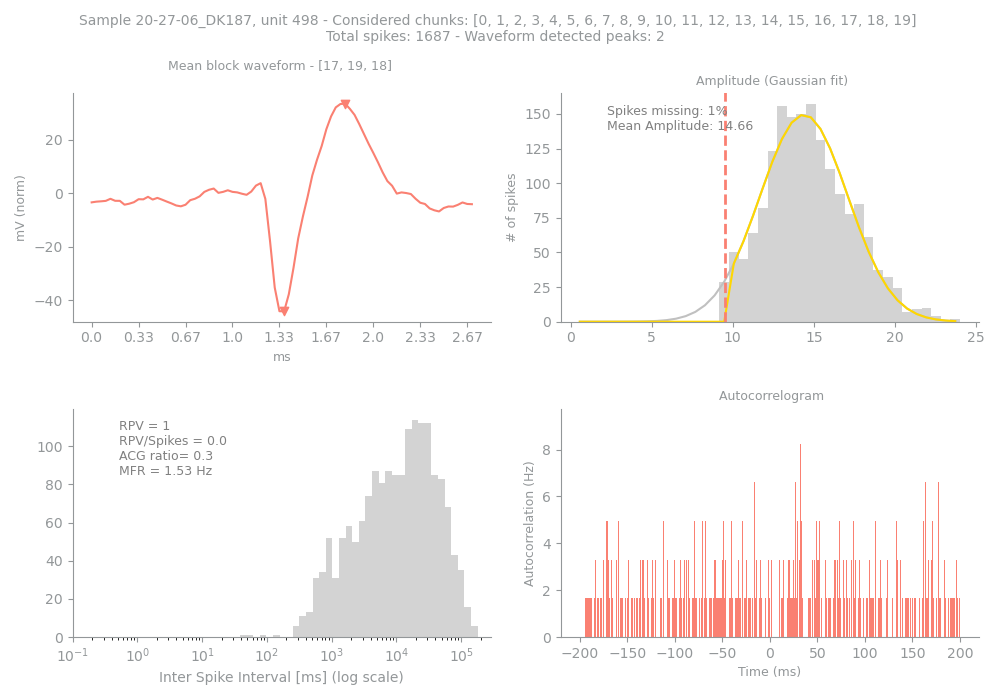 Sample 20-27-06_DK187, unit 498 - Considered chunks: [0, 1, 2, 3, 4, 5, 6, 7, 8, 9, 10, 11, 12, 13, 14, 15, 16, 17, 18, 19]
Total spikes: 1687 - Waveform detected peaks: 2
Mean block waveform - [17, 19, 18]
mV (norm)
20
0
−20
−40
0.0 0.33 0.67 1.0 1.33 1.67 2.0 2.33 2.67
ms
Amplitude (Gaussian fit)
Spikes missing: 1%
Mean Amplitude: 14.66
# of spikes
150
125
100
75
50
25
0
0 5 10 15 20 25
RPV = 1
RPV/Spikes = 0.0
ACG ratio= 0.3
MFR = 1.53 Hz
100
80
60
40
20
0
10⁻¹ 10⁰ 10¹ 10² 10³ 10⁴ 10⁵
Inter Spike Interval [ms] (log scale)
Autocorrelogram
Autocorrelation (Hz)
8
6
4
2
0
−200 −150 −100 −50 0 50 100 150 200
Time (ms)